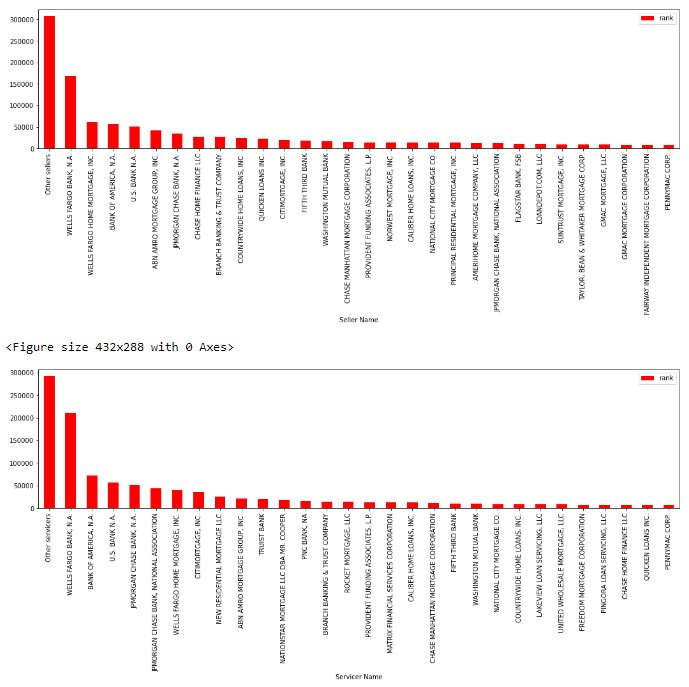 rank
300000
250000
200000
150000
100000
50000
0
Other sellers
WELLS FARGO BANK, N.A.
WELLS FARGO HOME MORTGAGE, INC.
BANK OF AMERICA, N.A.
U.S. BANK N.A.
ABN AMRO MORTGAGE GROUP, INC.
JPMORGAN CHASE BANK, N.A.
CHASE HOME FINANCE LLC
BRANCH BANKING & TRUST COMPANY
COUNTRYWIDE HOME LOANS, INC.
QUICKEN LOANS INC.
CITIMORTGAGE, INC.
FIFTH THIRD BANK
WASHINGTON MUTUAL BANK
CHASE MANHATTAN MORTGAGE CORPORATION
PROVIDENT FUNDING ASSOCIATES, L.P.
NORWEST MORTGAGE, INC.
CALIBER HOME LOANS, INC.
NATIONAL CITY MORTGAGE CO.
PRINCIPAL RESIDENTIAL MORTGAGE, INC.
AMERIHOME MORTGAGE COMPANY, LLC
JPMORGAN CHASE BANK, NATIONAL ASSOCIATION
FLAGSTAR BANK, FSB
LOANDEPOT.COM, LLC
SUNTRUST MORTGAGE, INC.
TAYLOR, BEAN & WHITAKER MORTGAGE CORP.
GMAC MORTGAGE, LLC
GMAC MORTGAGE CORPORATION
FAIRWAY INDEPENDENT MORTGAGE CORPORATION
PENNYMAC CORP.
Seller Name
<Figure size 432x288 with 0 Axes>
rank
300000
250000
200000
150000
100000
50000
0
Other servicers
WELLS FARGO BANK, N.A.
BANK OF AMERICA, N.A.
U.S. BANK N.A.
JPMORGAN CHASE BANK, N.A.
JPMORGAN CHASE BANK, NATIONAL ASSOCIATION
WELLS FARGO HOME MORTGAGE, INC.
CITIMORTGAGE, INC.
NEW RESIDENTIAL MORTGAGE LLC
ABN AMRO MORTGAGE GROUP, INC.
TRUIST BANK
NATIONSTAR MORTGAGE LLC DBA MR. COOPER
PNC BANK, NA
BRANCH BANKING & TRUST COMPANY
ROCKET MORTGAGE, LLC
PROVIDENT FUNDING ASSOCIATES, L.P.
MATRIX FINANCIAL SERVICES CORPORATION
CALIBER HOME LOANS, INC.
CHASE MANHATTAN MORTGAGE CORPORATION
FIFTH THIRD BANK
WASHINGTON MUTUAL BANK
NATIONAL CITY MORTGAGE CO.
COUNTRYWIDE HOME LOANS, INC.
LAKEVIEW LOAN SERVICING, LLC
UNITED WHOLESALE MORTGAGE, LLC
FREEDOM MORTGAGE CORPORATION
PINGORA LOAN SERVICING, LLC
CHASE HOME FINANCE LLC
QUICKEN LOANS INC.
PENNYMAC CORP.
Servicer Name